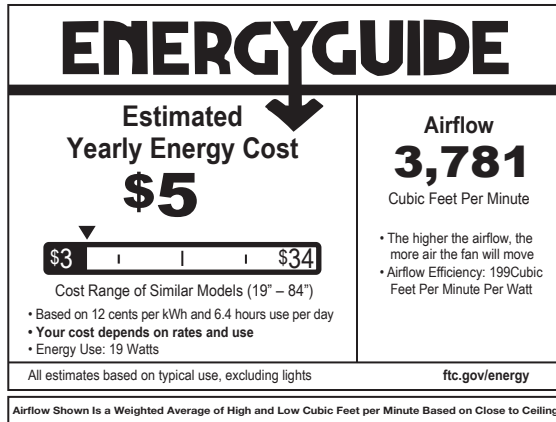 ENERGYGUIDE
Estimated
Yearly Energy Cost
$5
$3
$34
Cost Range of Similar Models (19” – 84”)
• Based on 12 cents per kWh and 6.4 hours use per day
• Your cost depends on rates and use
• Energy Use: 19 Watts
Airflow
3,781
Cubic Feet Per Minute
• The higher the airflow, the
more air the fan will move
• Airflow Efficiency: 199Cubic
Feet Per Minute Per Watt
All estimates based on typical use, excluding lights
ftc.gov/energy
Airflow Shown Is a Weighted Average of High and Low Cubic Feet per Minute Based on Close to Ceiling